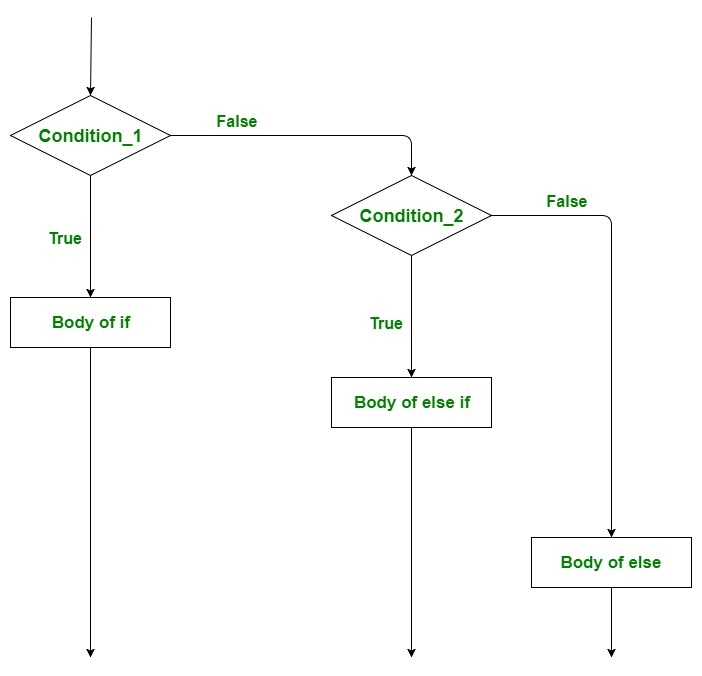 Condition_1
False
Condition_2
False
True
Body of if
True
Body of else if
Body of else